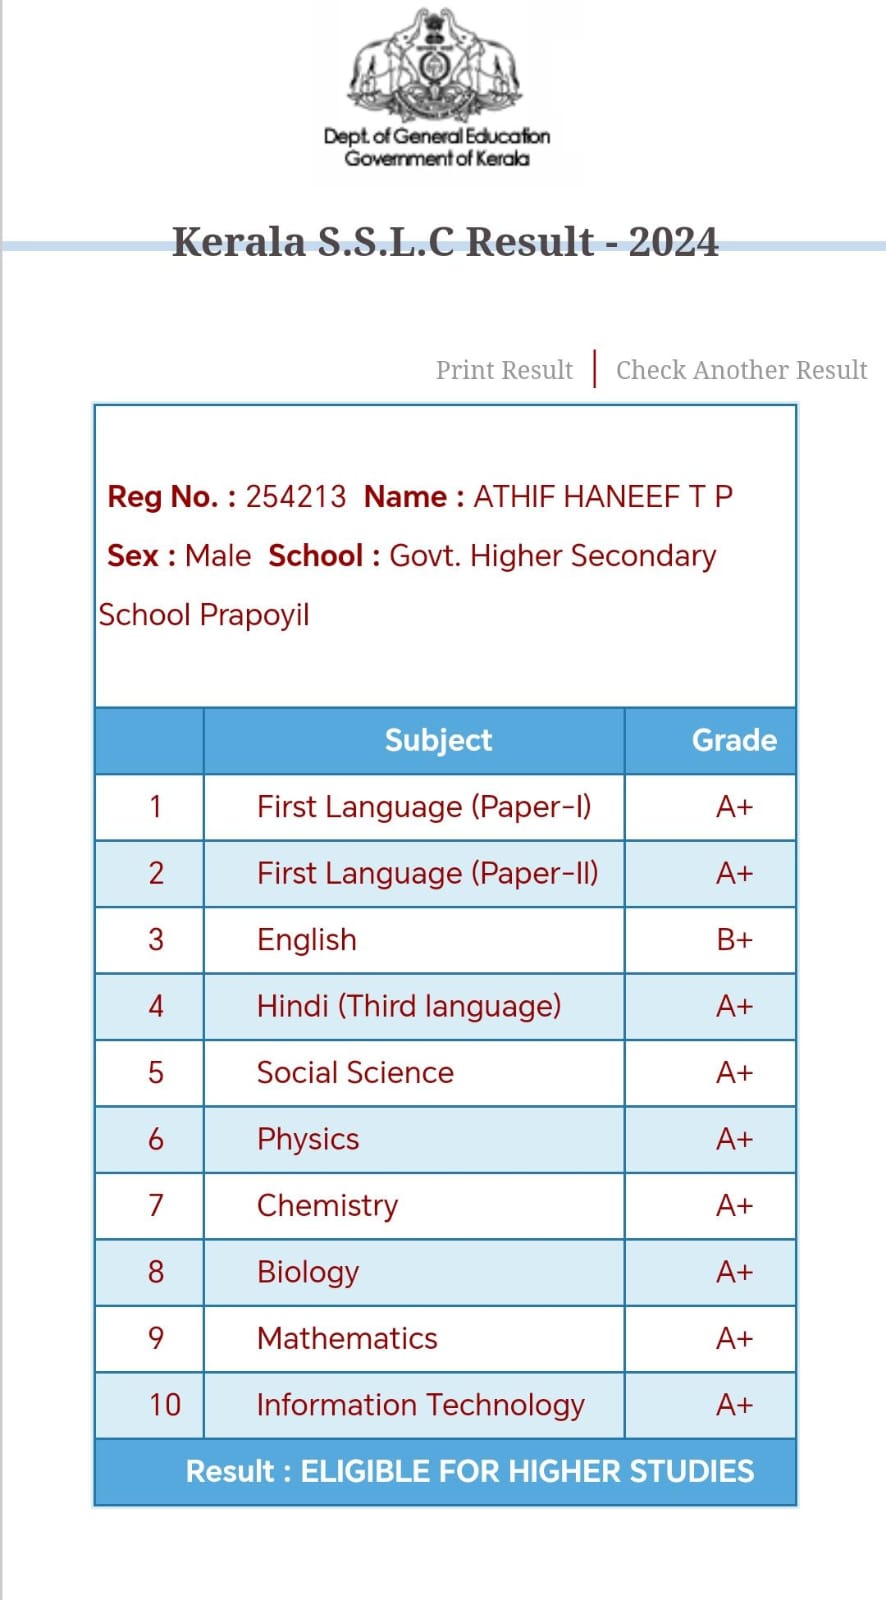 Dept. of General Education
Government of Kerala
Kerala S.S.L.C Result - 2024
Print Result | Check Another Result
Reg No. : 254213 Name : ATHIF HANEEF T P
Sex : Male School : Govt. Higher Secondary
School Prapoyil
Subject Grade
1 First Language (Paper-I) A+
2 First Language (Paper-II) A+
3 English B+
4 Hindi (Third language) A+
5 Social Science A+
6 Physics A+
7 Chemistry A+
8 Biology A+
9 Mathematics A+
10 Information Technology A+
Result : ELIGIBLE FOR HIGHER STUDIES